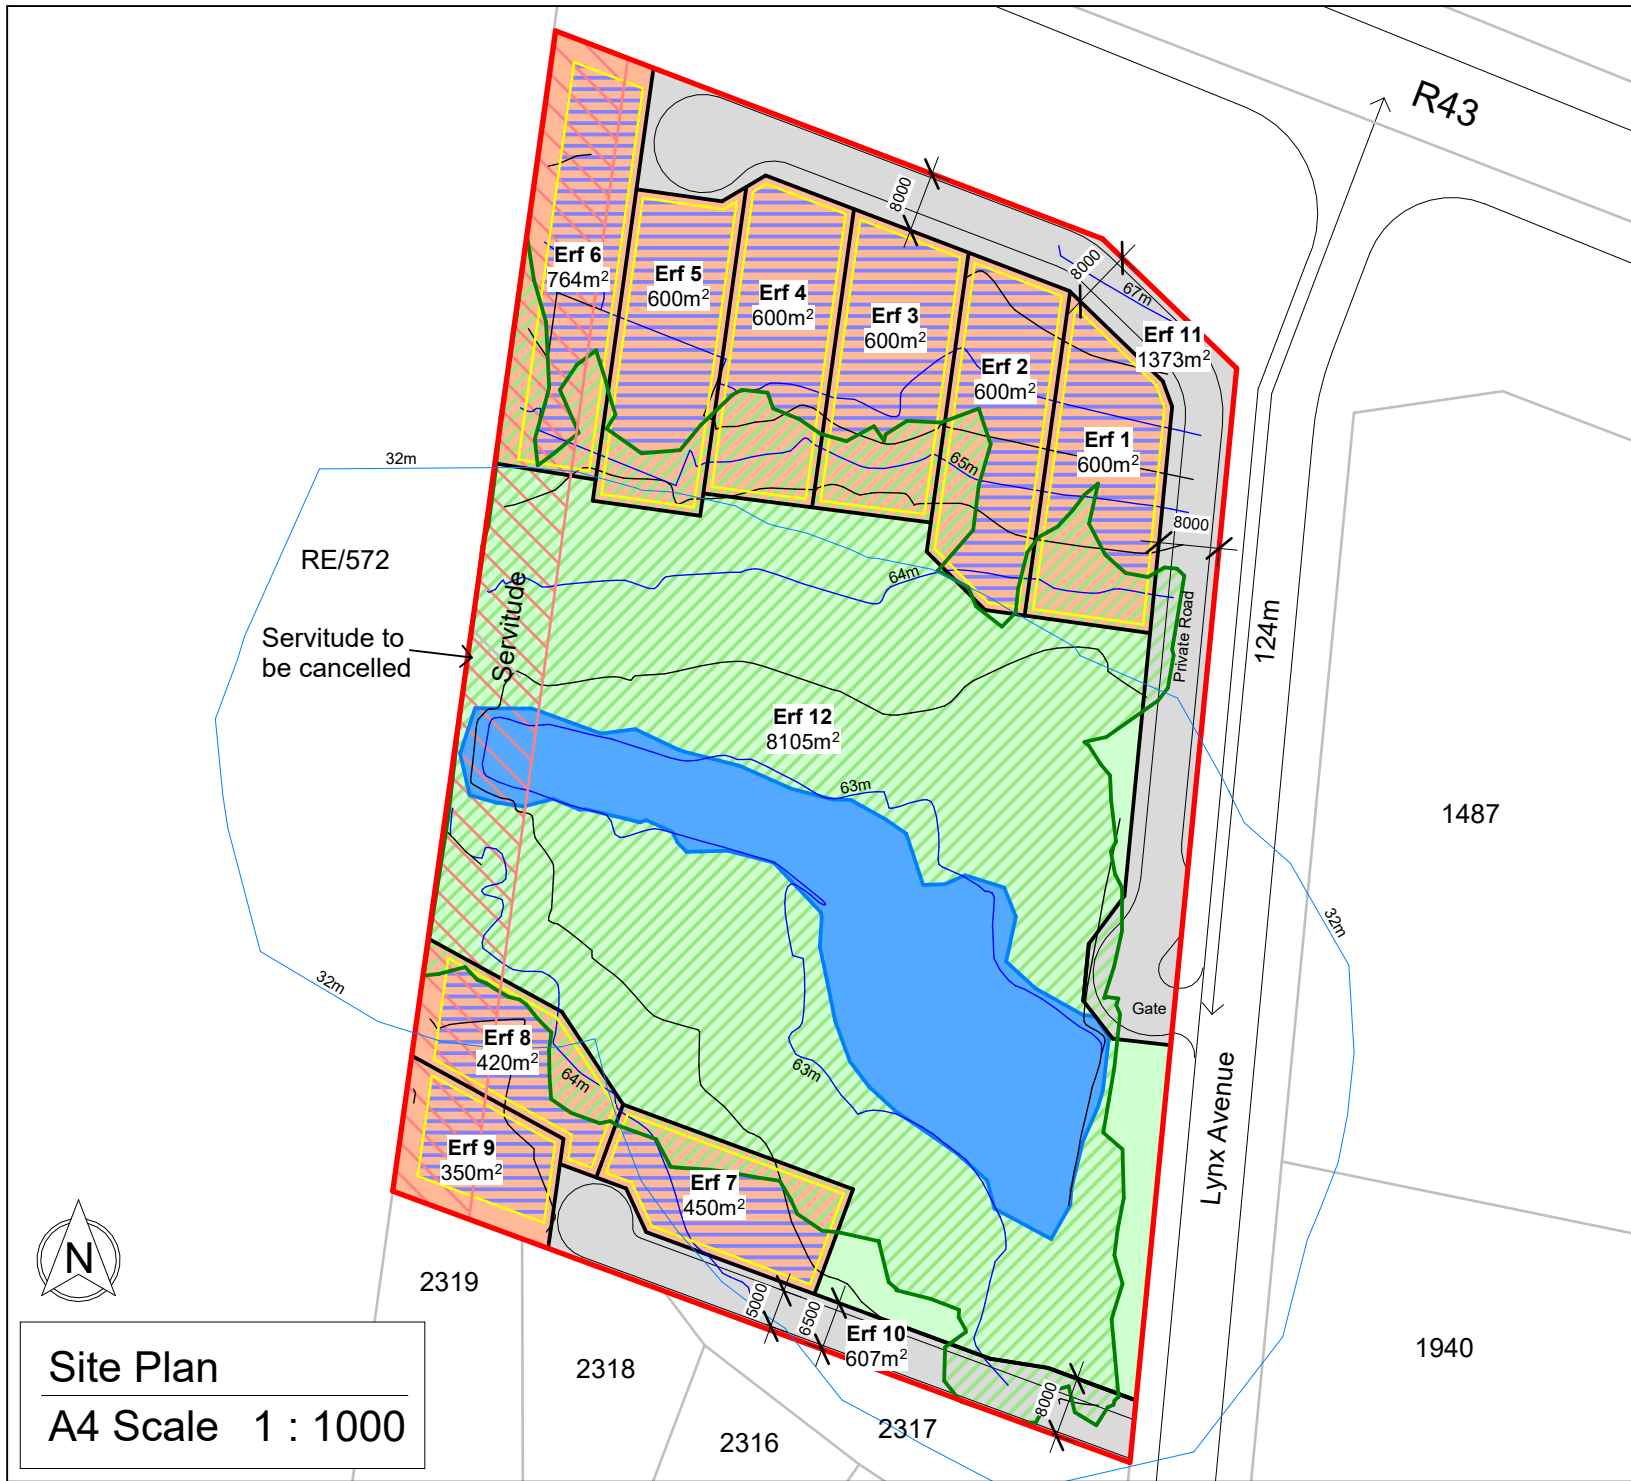 R43
8000
8000
67m
Erf 6
764m²
Erf 5
600m²
Erf 4
600m²
Erf 3
600m²
Erf 2
600m²
Erf 11
1373m²
Erf 1
600m²
65m
32m
8000
RE/572
64m
Servitude
Private Road
124m
Servitude to
be cancelled
Erf 12
8105m²
63m
1487
32m
32m
Gate
Erf 8
420m²
64m
63m
Lynx Avenue
Erf 9
350m²
Erf 7
450m²
N
2319
5000
6500
Erf 10
607m²
2318
1940
8000
2317
2316
Site Plan
A4 Scale 1 : 1000